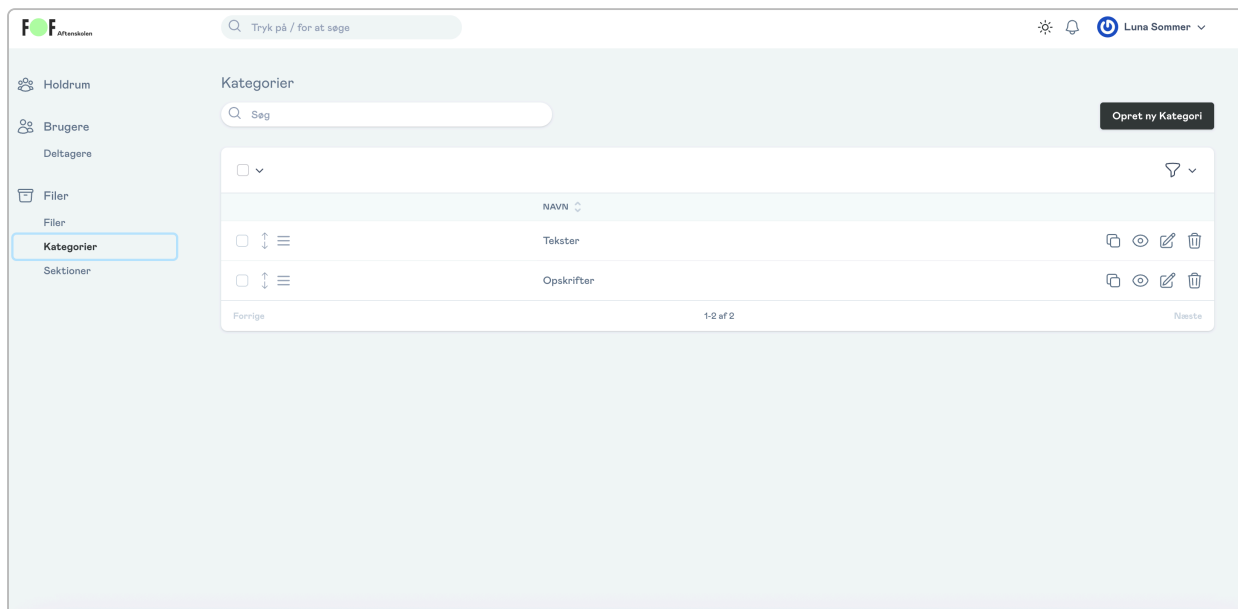 FOF Aftenskolen
Tryk på / for at søge
Luna Sommer
Holdrum
Brugere
Deltagere
Filer
Filer
Kategorier
Sektioner
Kategorier
Søg
Opret ny Kategori
NAVN
Tekster
Opskrifter
Forrige
1-2 af 2
Næste